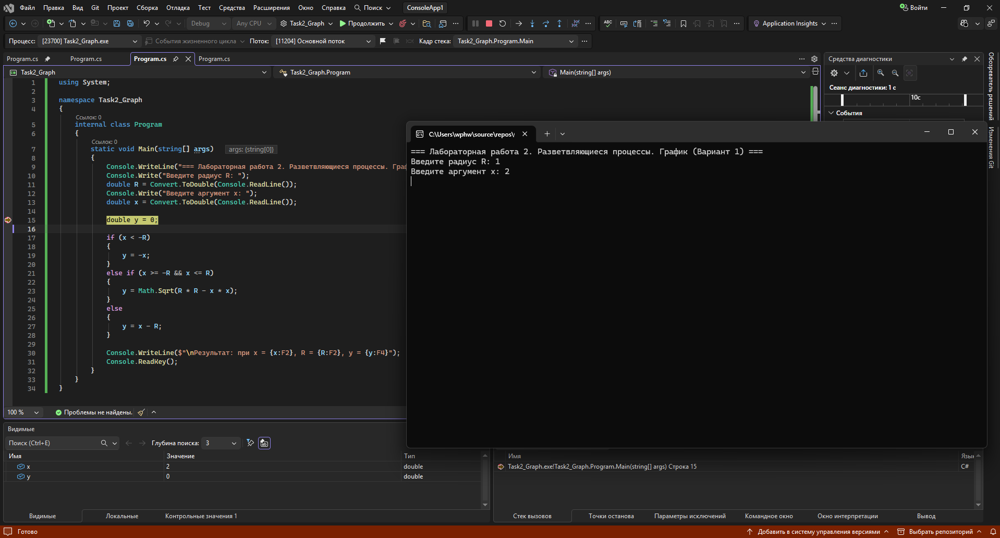 Файл Правка Вид Git Проект Сборка Отладка Тест Средства Расширения Окно Справка Поиск ConsoleApp1 Войти
Debug Any CPU Task2_Graph Продолжить Application Insights
Процесс: [23700] Task2_Graph.exe События жизненного цикла Поток: [11204] Основной поток Кадр стека: Task2_Graph.Program.Main
Program.cs Program.cs Program.cs Program.cs
Task2_Graph Task2_Graph.Program Main(string[] args)
1 using System;
2
3 namespace Task2_Graph
4 {
Ссылок: 0
5 internal class Program
6 {
Ссылок: 0
7 static void Main(string[] args) args: {string[0]}
8 {
9 Console.WriteLine("=== Лабораторная работа 2. Разветвляющиеся процессы. Граф
10 Console.Write("Введите радиус R: ");
11 double R = Convert.ToDouble(Console.ReadLine());
12 Console.Write("Введите аргумент x: ");
13 double x = Convert.ToDouble(Console.ReadLine());
14
15 double y = 0;
16
17 if (x < -R)
18 {
19 y = -x;
20 }
21 else if (x >= -R && x <= R)
22 {
23 y = Math.Sqrt(R * R - x * x);
24 }
25 else
26 {
27 y = x - R;
28 }
29
30 Console.WriteLine($"\nРезультат: при x = {x:F2}, R = {R:F2}, y = {y:F4}");
31 Console.ReadKey();
32 }
33 }
34 }
100 % Проблемы не найдены.
Средства диагностики
Сеанс диагностики: 1 с
10с
События
Обозреватель решений
Изменения Git
C:\Users\wphw\source\repos\
=== Лабораторная работа 2. Разветвляющиеся процессы. График (Вариант 1) ===
Введите радиус R: 1
Введите аргумент x: 2
Видимые
Поиск (Ctrl+E) Глубина поиска: 3
Имя Значение Тип
x 2 double
y 0 double
Видимые Локальные Контрольные значения 1
Имя Язык
Task2_Graph.exe!Task2_Graph.Program.Main(string[] args) Строка 15 C#
Стек вызовов Точки останова Параметры исключений Командное окно Окно интерпретации Вывод
Готово Добавить в систему управления версиями Выбрать репозиторий